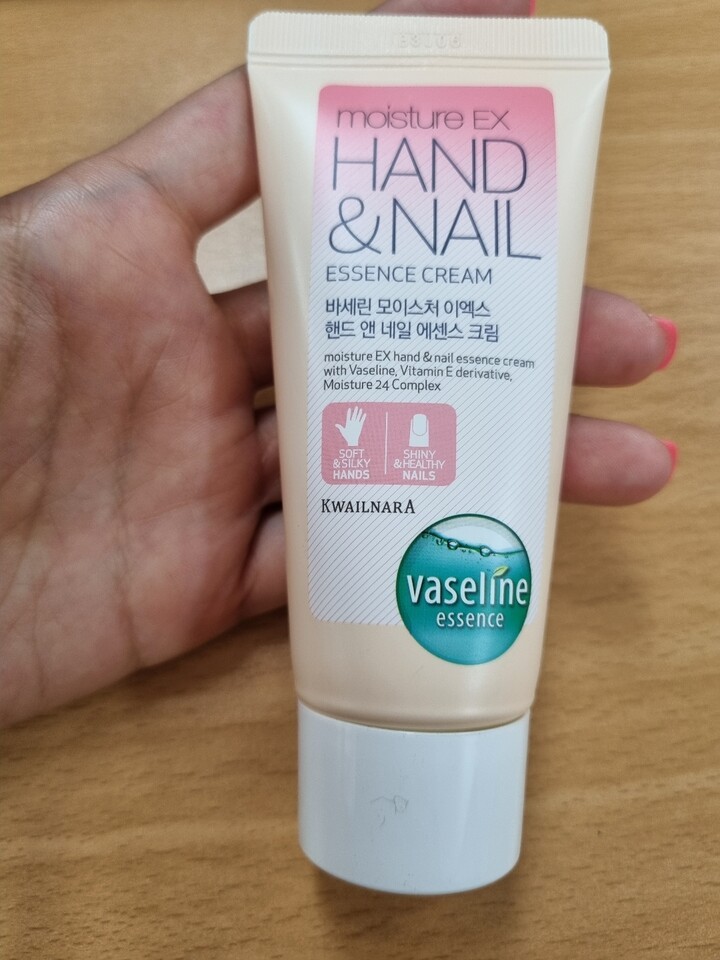 moisture EX
HAND
&NAIL
ESSENCE CREAM
바세린 모이스처 이엑스
핸드 앤 네일 에센스 크림
moisture EX hand & nail essence cream
with Vaseline, Vitamin E derivative,
Moisture 24 Complex
SOFT
&SILKY
HANDS
SHINY
&HEALTHY
NAILS
KWAILNARA
vaseline
essence